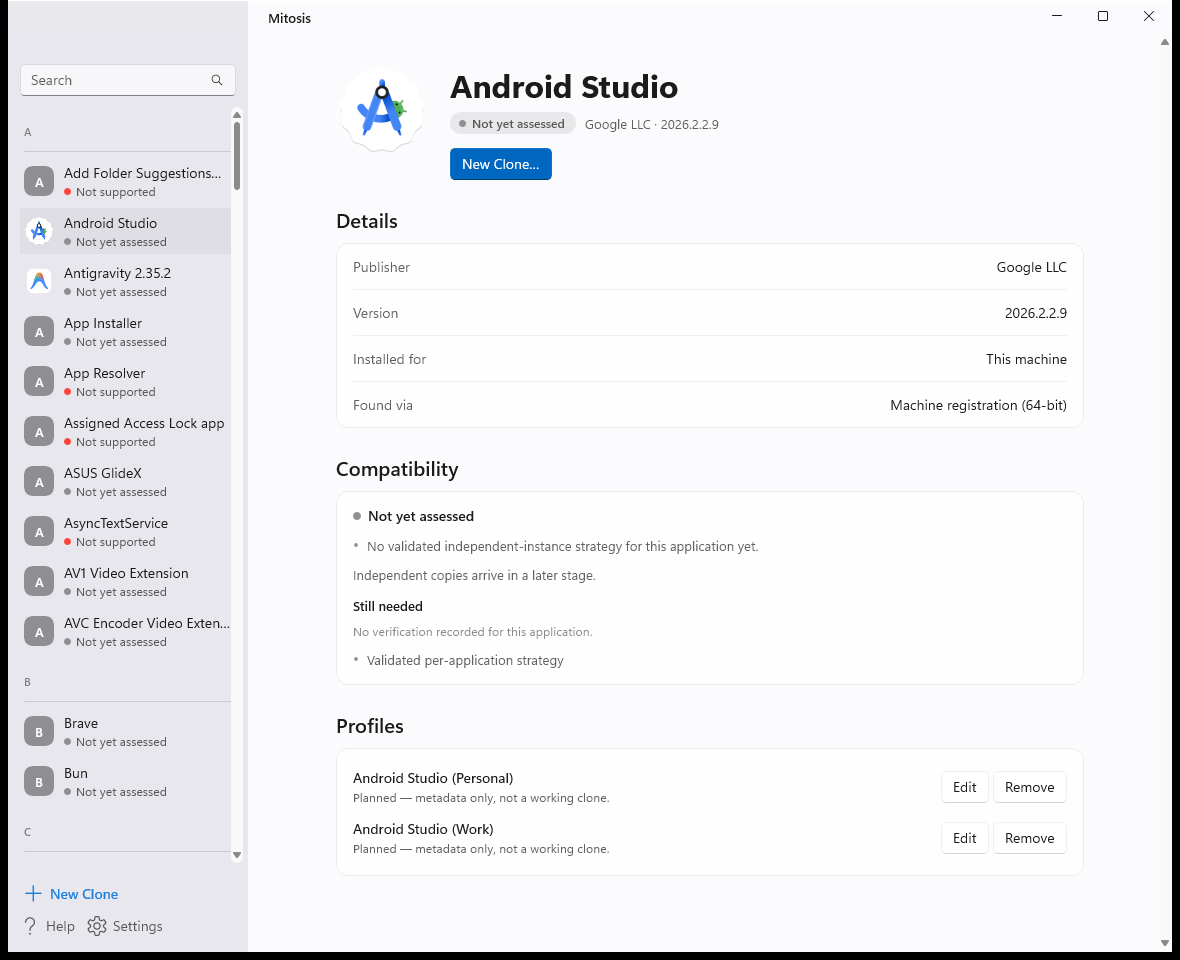 Mitosis
Search
A
A
Add Folder Suggestions...
Not supported
Android Studio
Not yet assessed
Antigravity 2.35.2
Not yet assessed
A
App Installer
Not yet assessed
A
App Resolver
Not supported
A
Assigned Access Lock app
Not supported
A
ASUS GlideX
Not yet assessed
A
AsyncTextService
Not supported
A
AV1 Video Extension
Not yet assessed
A
AVC Encoder Video Exten...
Not yet assessed
B
B
Brave
Not yet assessed
B
Bun
Not yet assessed
C
New Clone
? Help
Settings
Android Studio
Not yet assessed
Google LLC · 2026.2.2.9
New Clone...
Details
Publisher Google LLC
Version 2026.2.2.9
Installed for This machine
Found via Machine registration (64-bit)
Compatibility
Not yet assessed
• No validated independent-instance strategy for this application yet.
Independent copies arrive in a later stage.
Still needed
No verification recorded for this application.
• Validated per-application strategy
Profiles
Android Studio (Personal)
Planned — metadata only, not a working clone.
Edit Remove
Android Studio (Work)
Planned — metadata only, not a working clone.
Edit Remove